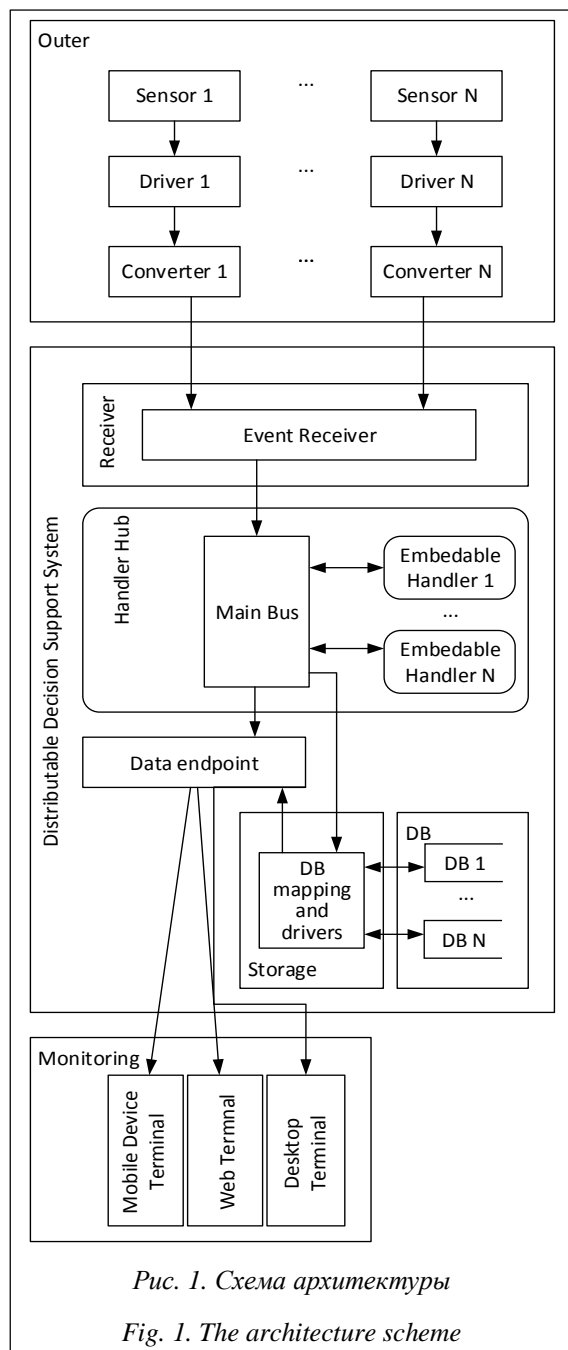 Outer
Sensor 1
...
Sensor N
Driver 1
...
Driver N
Converter 1
...
Converter N
Distributable Decision Support System
Receiver
Event Receiver
Handler Hub
Main Bus
Embedable
Handler 1
...
Embedable
Handler N
Data endpoint
Storage
DB
mapping
and
drivers
DB
DB 1
...
DB N
Monitoring
Mobile Device
Terminal
Web Termnal
Desktop
Terminal
Рис. 1. Схема архитектуры
Fig. 1. The architecture scheme